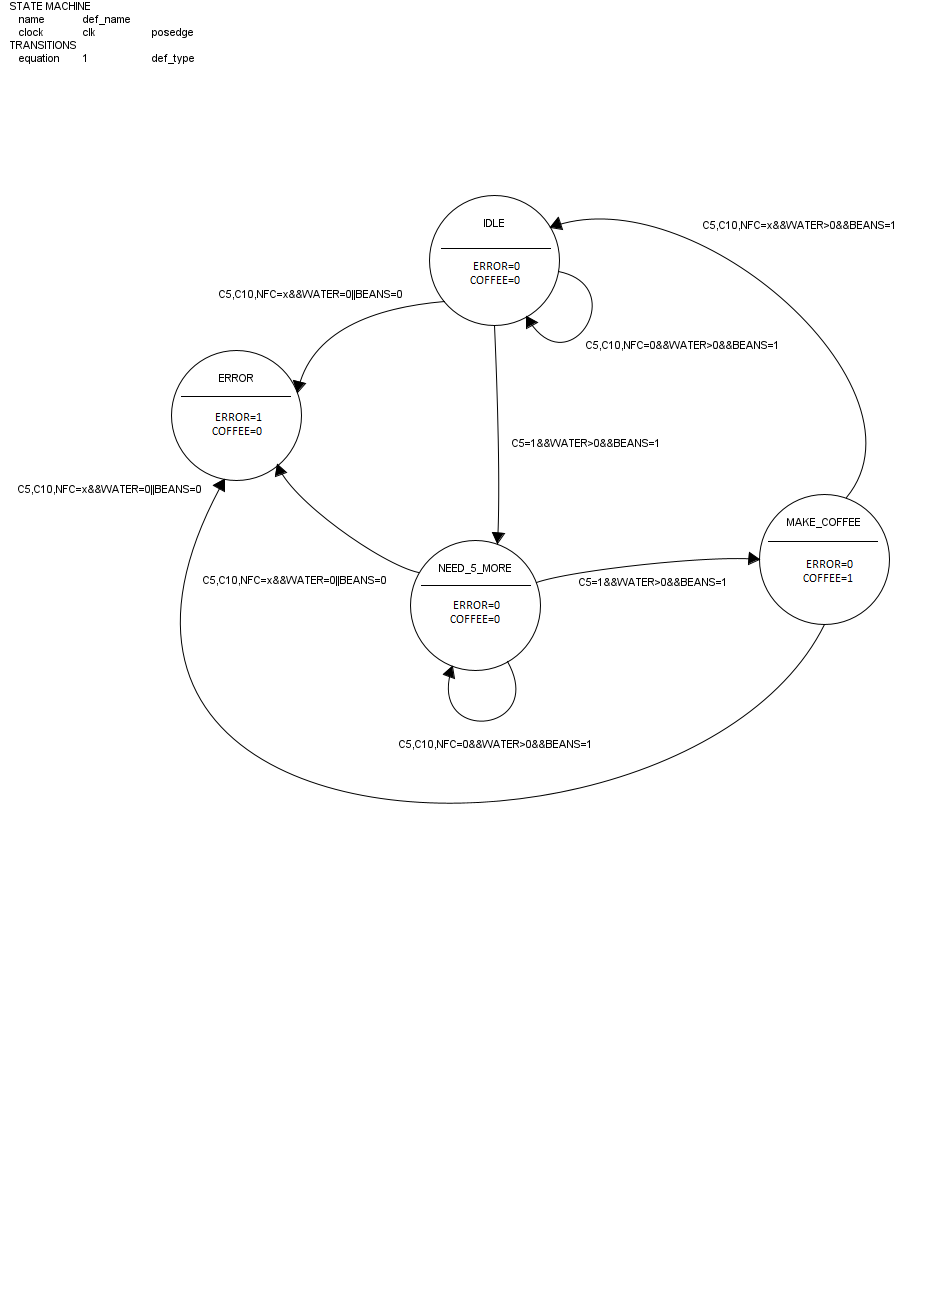 STATE MACHINE
name def_name
clock clk posedge
TRANSITIONS
equation 1 def_type
IDLE
ERROR=0
COFFEE=0
C5,C10,NFC=x&&WATER>0&&BEANS=1
C5,C10,NFC=x&&WATER=0||BEANS=0
C5,C10,NFC=0&&WATER>0&&BEANS=1
ERROR
ERROR=1
COFFEE=0
C5=1&&WATER>0&&BEANS=1
C5,C10,NFC=x&&WATER=0||BEANS=0
MAKE_COFFEE
ERROR=0
COFFEE=1
NEED_5_MORE
ERROR=0
COFFEE=0
C5,C10,NFC=x&&WATER=0||BEANS=0
C5=1&&WATER>0&&BEANS=1
C5,C10,NFC=0&&WATER>0&&BEANS=1